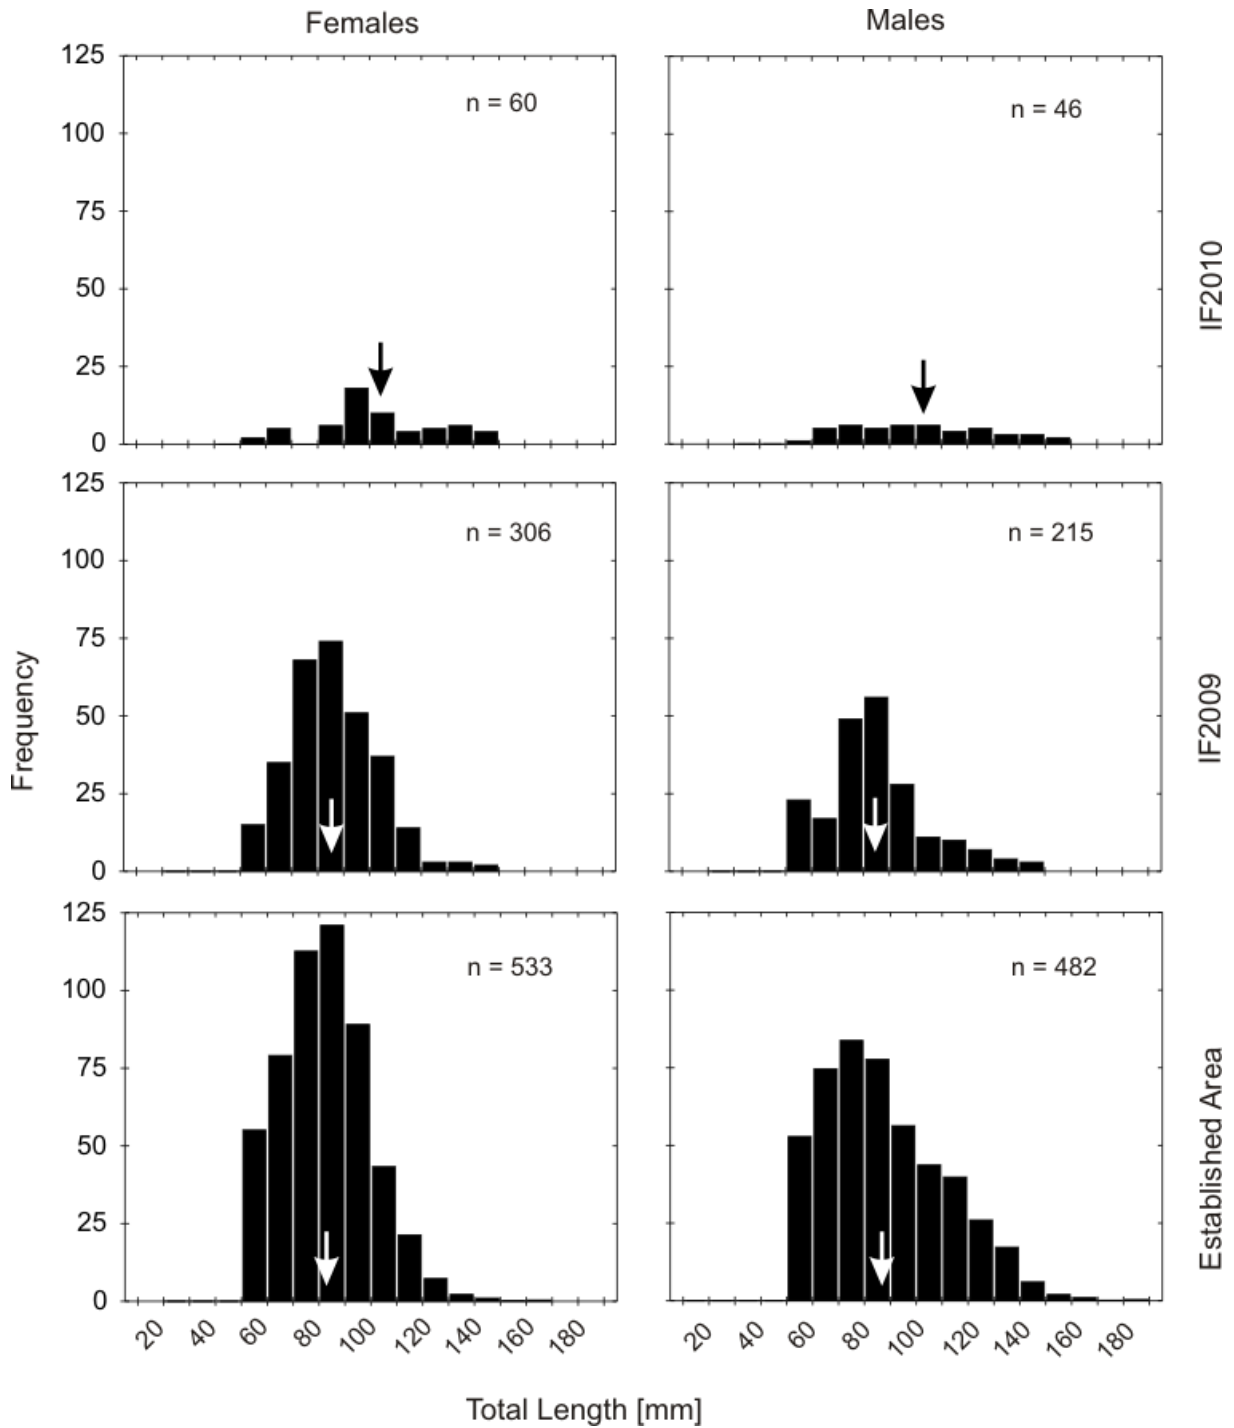 Females
Males
125
100
75
50
25
0
n = 60
n = 46
IF2010
125
100
75
50
25
0
n = 306
n = 215
IF2009
Frequency
125
100
75
50
25
0
n = 533
n = 482
Established Area
20 40 60 80 100 120 140 160 180
20 40 60 80 100 120 140 160 180
Total Length [mm]